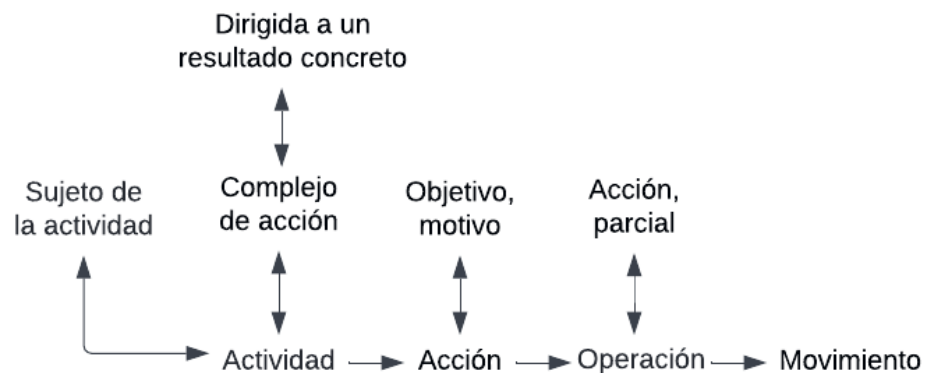 Dirigida a un
resultado concreto
Sujeto de
la actividad
Complejo
de acción
Objetivo,
motivo
Acción,
parcial
Actividad
Acción
Operación
Movimiento